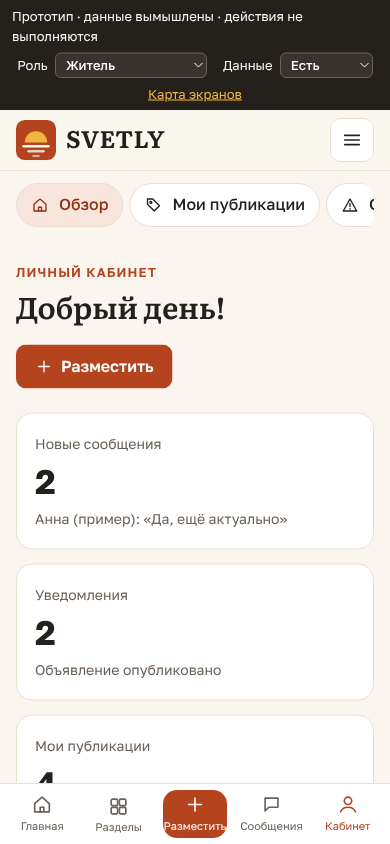 Прототип · данные вымышлены · действия не
выполняются
Роль Житель Данные Есть
Карта экранов
SVETLY
Обзор Мои публикации
ЛИЧНЫЙ КАБИНЕТ
Добрый день!
Разместить
Новые сообщения
2
Анна (пример): «Да, ещё актуально»
Уведомления
2
Объявление опубликовано
Мои публикации
4
Главная Разделы Разместить Сообщения Кабинет